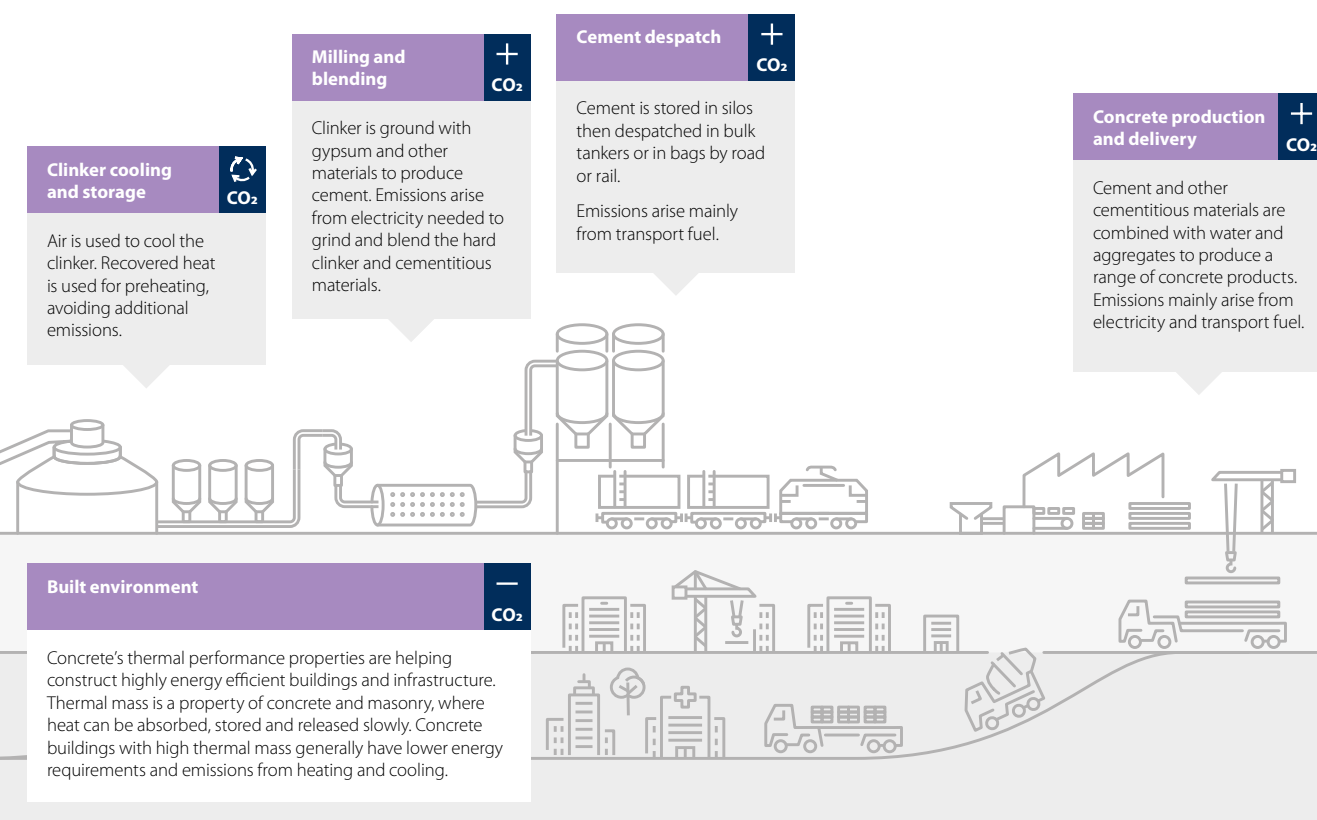 Clinker cooling
and storage
CO₂
Air is used to cool the
clinker. Recovered heat
is used for preheating,
avoiding additional
emissions.
Milling and
blending
+
CO₂
Clinker is ground with
gypsum and other
materials to produce
cement. Emissions arise
from electricity needed to
grind and blend the hard
clinker and cementitious
materials.
Cement despatch
+
CO₂
Cement is stored in silos
then despatched in bulk
tankers or in bags by road
or rail.
Emissions arise mainly
from transport fuel.
Concrete production
and delivery
+
CO₂
Cement and other
cementitious materials are
combined with water and
aggregates to produce a
range of concrete products.
Emissions mainly arise from
electricity and transport fuel.
Built environment
−
CO₂
Concrete’s thermal performance properties are helping
construct highly energy efficient buildings and infrastructure.
Thermal mass is a property of concrete and masonry, where
heat can be absorbed, stored and released slowly. Concrete
buildings with high thermal mass generally have lower energy
requirements and emissions from heating and cooling.